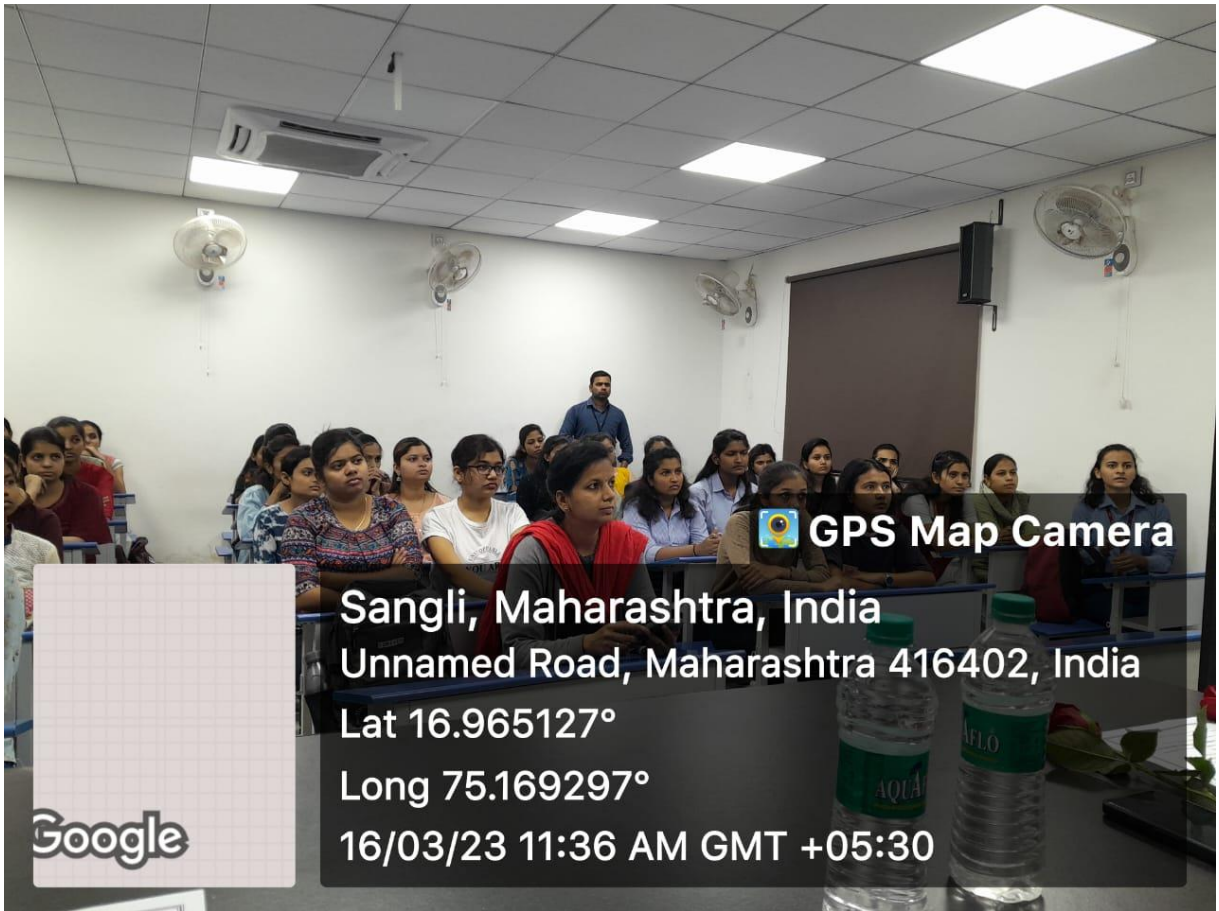 GPS Map Camera
Sangli, Maharashtra, India
Unnamed Road, Maharashtra 416402, India
Lat 16.965127°
Long 75.169297°
16/03/23 11:36 AM GMT +05:30
Google